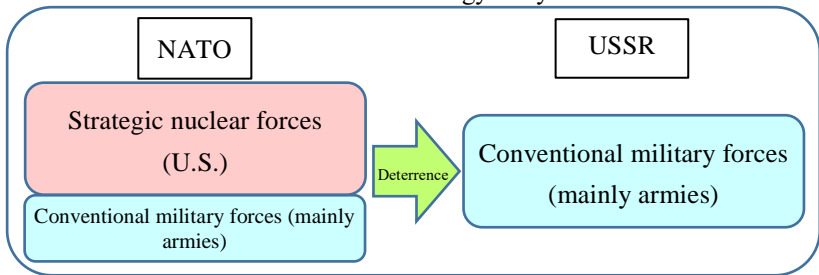 NATO
USSR
Strategic nuclear forces
(U.S.)
Conventional military forces (mainly
armies)
Deterrence
Conventional military forces
(mainly armies)